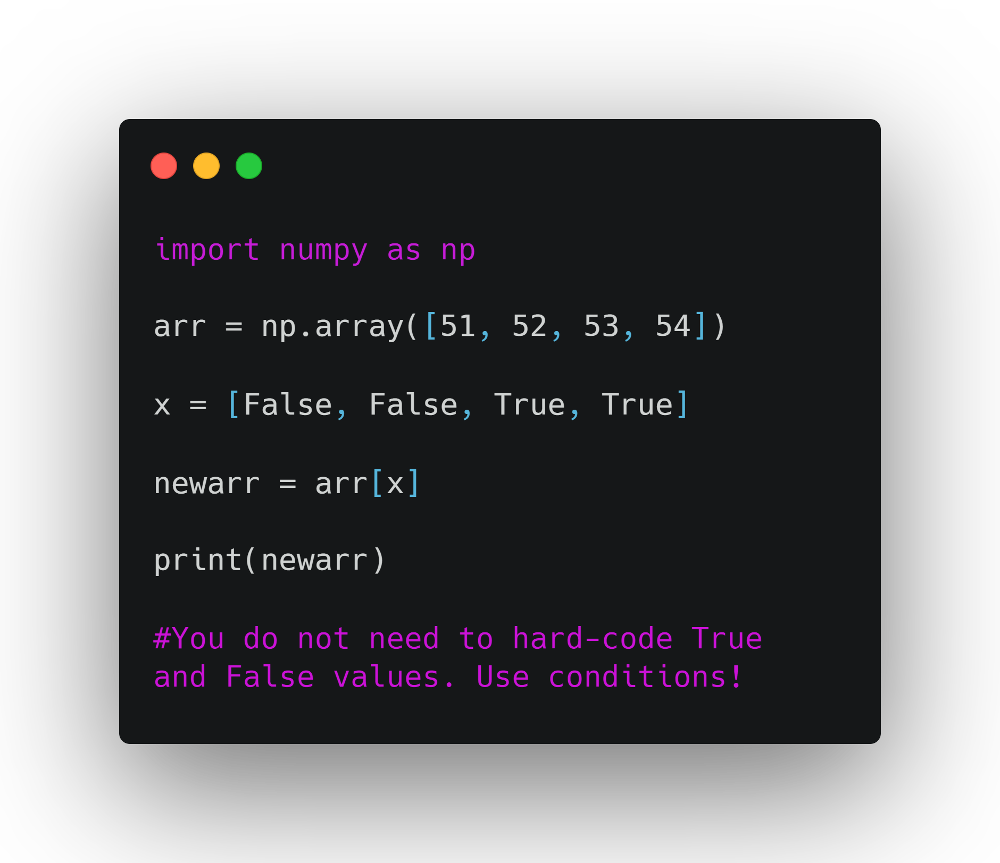 import numpy as np
arr = np.array([51, 52, 53, 54])
x = [False, False, True, True]
newarr = arr[x]
print(newarr)
#You do not need to hard-code True
and False values. Use conditions!